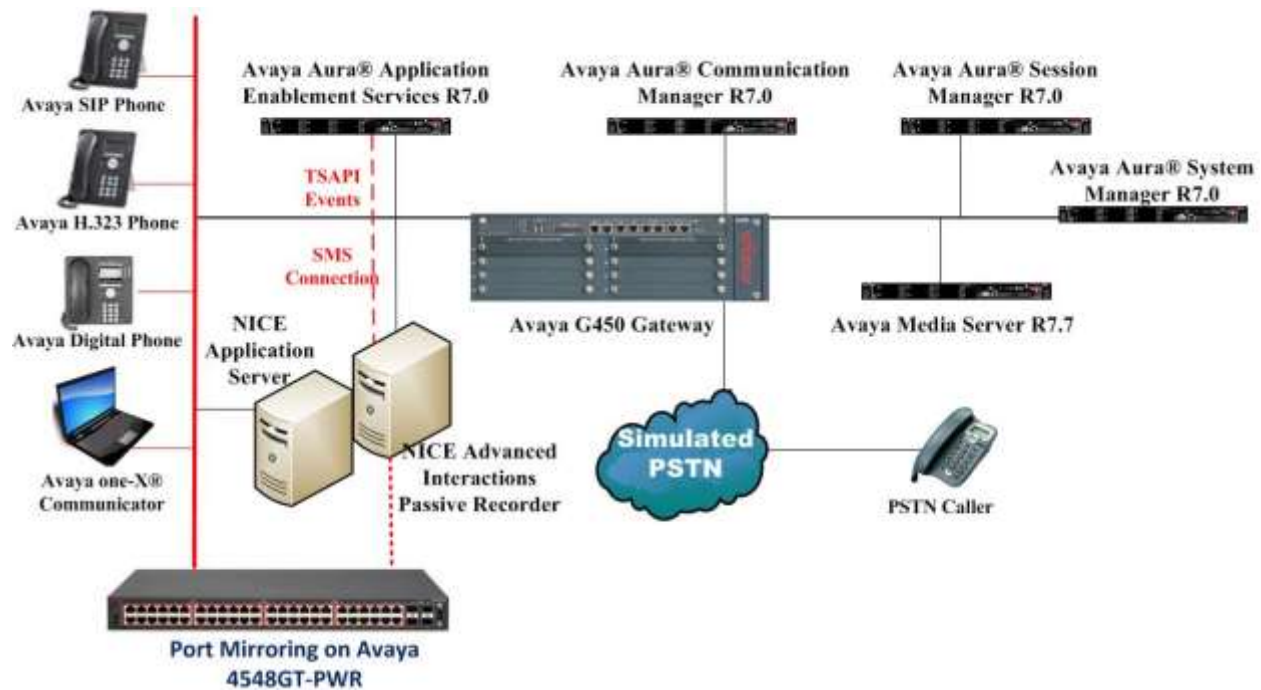 Avaya SIP Phone
Avaya H.323 Phone
Avaya Digital Phone
Avaya one-X®
Communicator
Avaya Aura® Application
Enablement Services R7.0
Avaya Aura® Communication
Manager R7.0
Avaya Aura® Session
Manager R7.0
Avaya Aura® System
Manager R7.0
TSAPI
Events
SMS
Connection
AVAYA
Avaya G450 Gateway
Avaya Media Server R7.7
NICE
Application
Server
NICE Advanced
Interactions
Passive Recorder
Simulated
PSTN
PSTN Caller
Port Mirroring on Avaya
4548GT-PWR